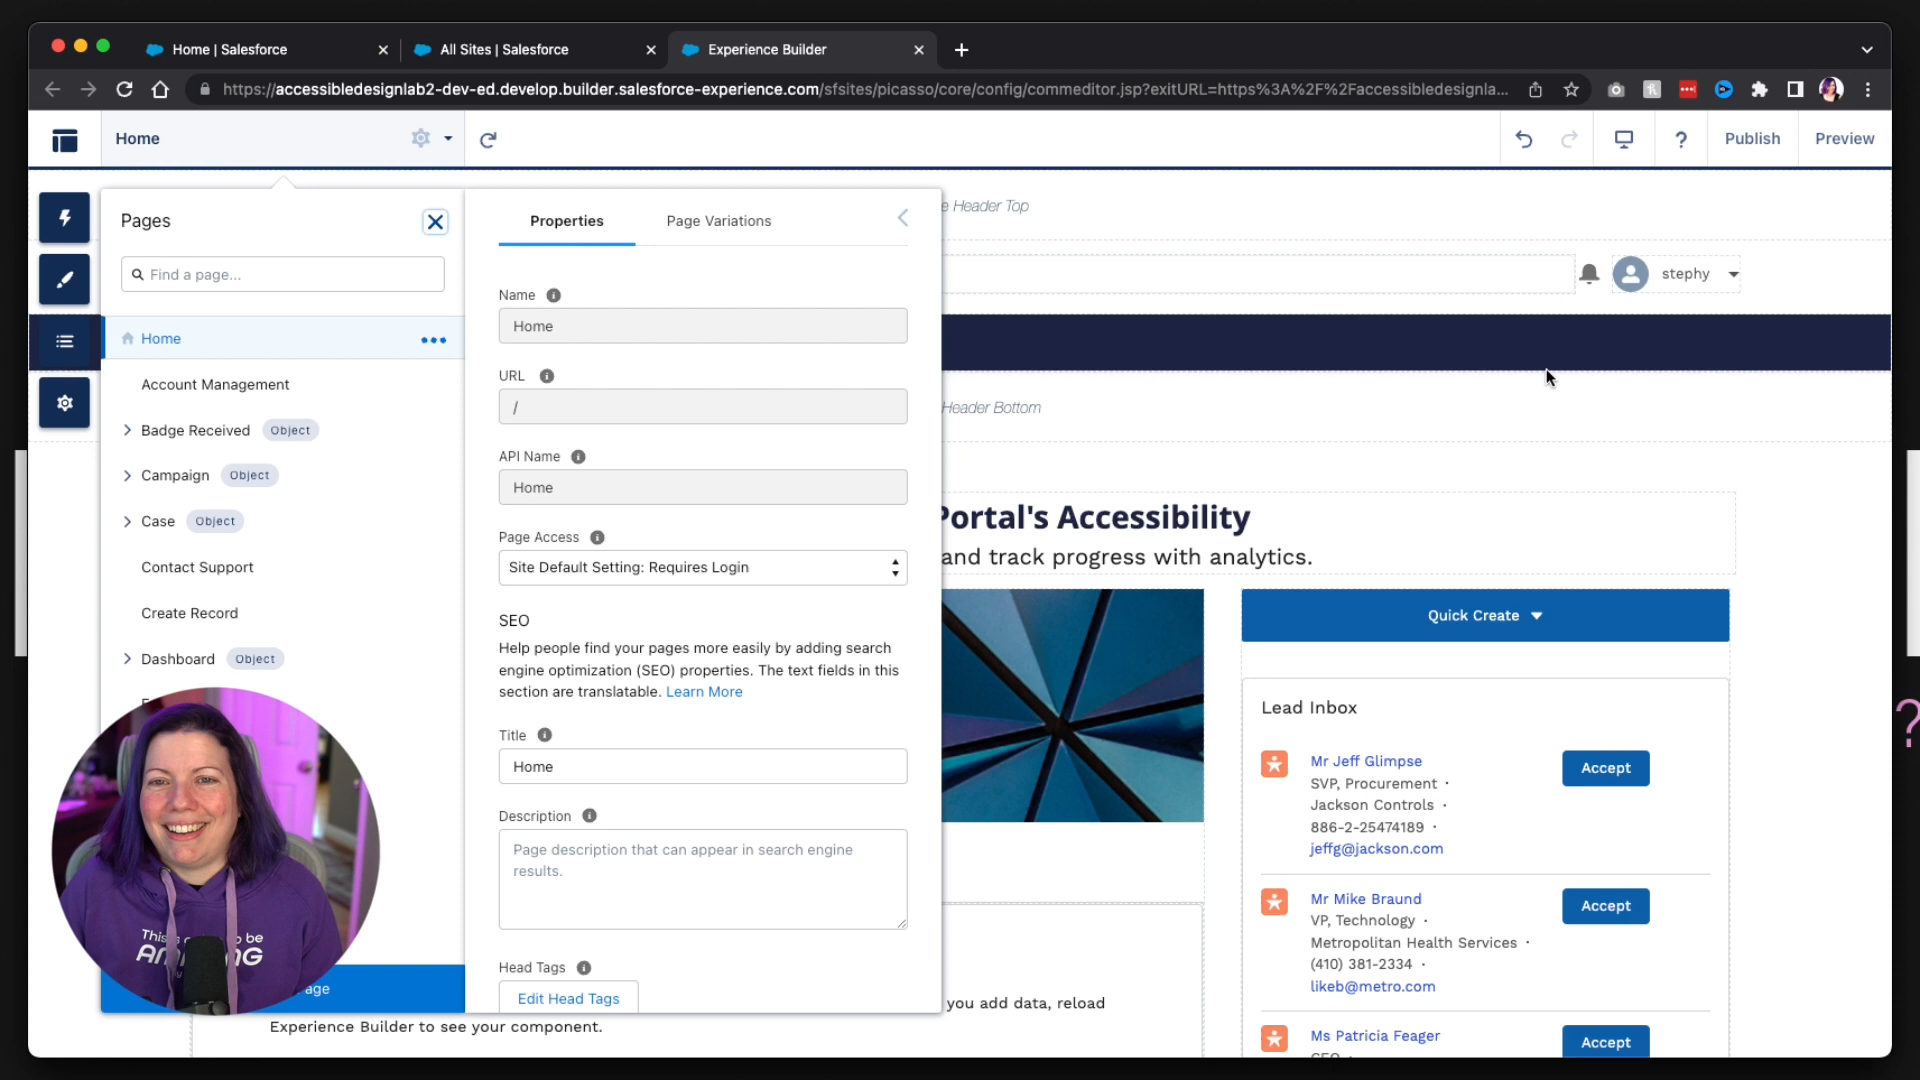 Home | Salesforce
All Sites | Salesforce
Experience Builder
https://accessibledesignlab2-dev-ed.develop.builder.salesforce-experience.com/sfsites/picasso/core/config/commeditor.jsp?exitURL=https%3A%2F%2Faccessibledesignla...
Home
Publish
Preview
Pages
Find a page...
Home
Account Management
Badge Received Object
Campaign Object
Case Object
Contact Support
Create Record
Dashboard Object
Properties
Page Variations
Name
Home
URL
/
API Name
Home
Page Access
Site Default Setting: Requires Login
SEO
Help people find your pages more easily by adding search
engine optimization (SEO) properties. The text fields in this
section are translatable. Learn More
Title
Home
Description
Page description that can appear in search engine
results.
Head Tags
Edit Head Tags
Header Top
stephy
Header Bottom
Portal's Accessibility
and track progress with analytics.
Quick Create
Lead Inbox
Mr Jeff Glimpse
SVP, Procurement ·
Jackson Controls ·
886-2-25474189 ·
jeffg@jackson.com
Accept
Mr Mike Braund
VP, Technology ·
Metropolitan Health Services ·
(410) 381-2334 ·
likeb@metro.com
Accept
Ms Patricia Feager
Accept
you add data, reload
Experience Builder to see your component.
This
be
?